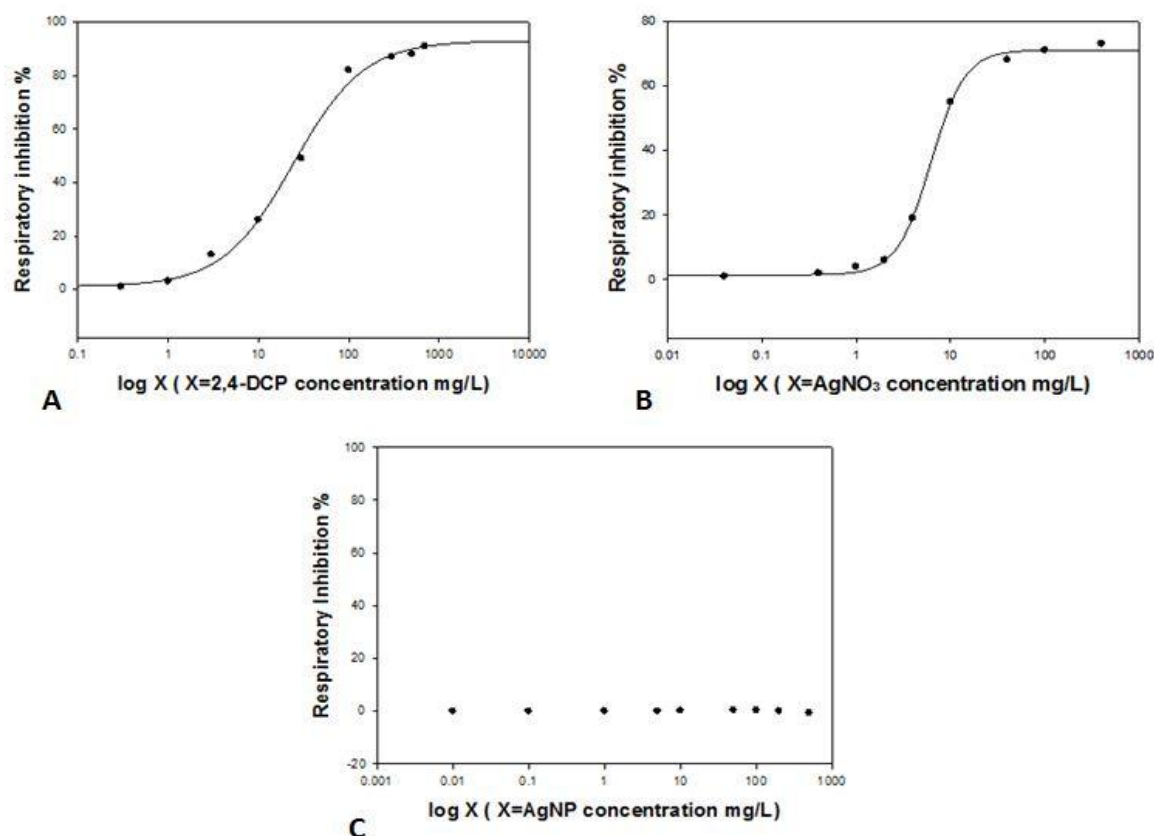 100
80
60
40
20
0
Respiratory inhibition %
0.1 1 10 100 1000 10000
log X ( X=2,4-DCP concentration mg/L)
A
80
60
40
20
0
Respiratory inhibition %
0.01 0.1 1 10 100 1000
log X ( X=AgNO₃ concentration mg/L)
B
100
80
60
40
20
0
-20
Respiratory Inhibition %
0.001 0.01 0.1 1 10 100 1000
log X ( X=AgNP concentration mg/L)
C